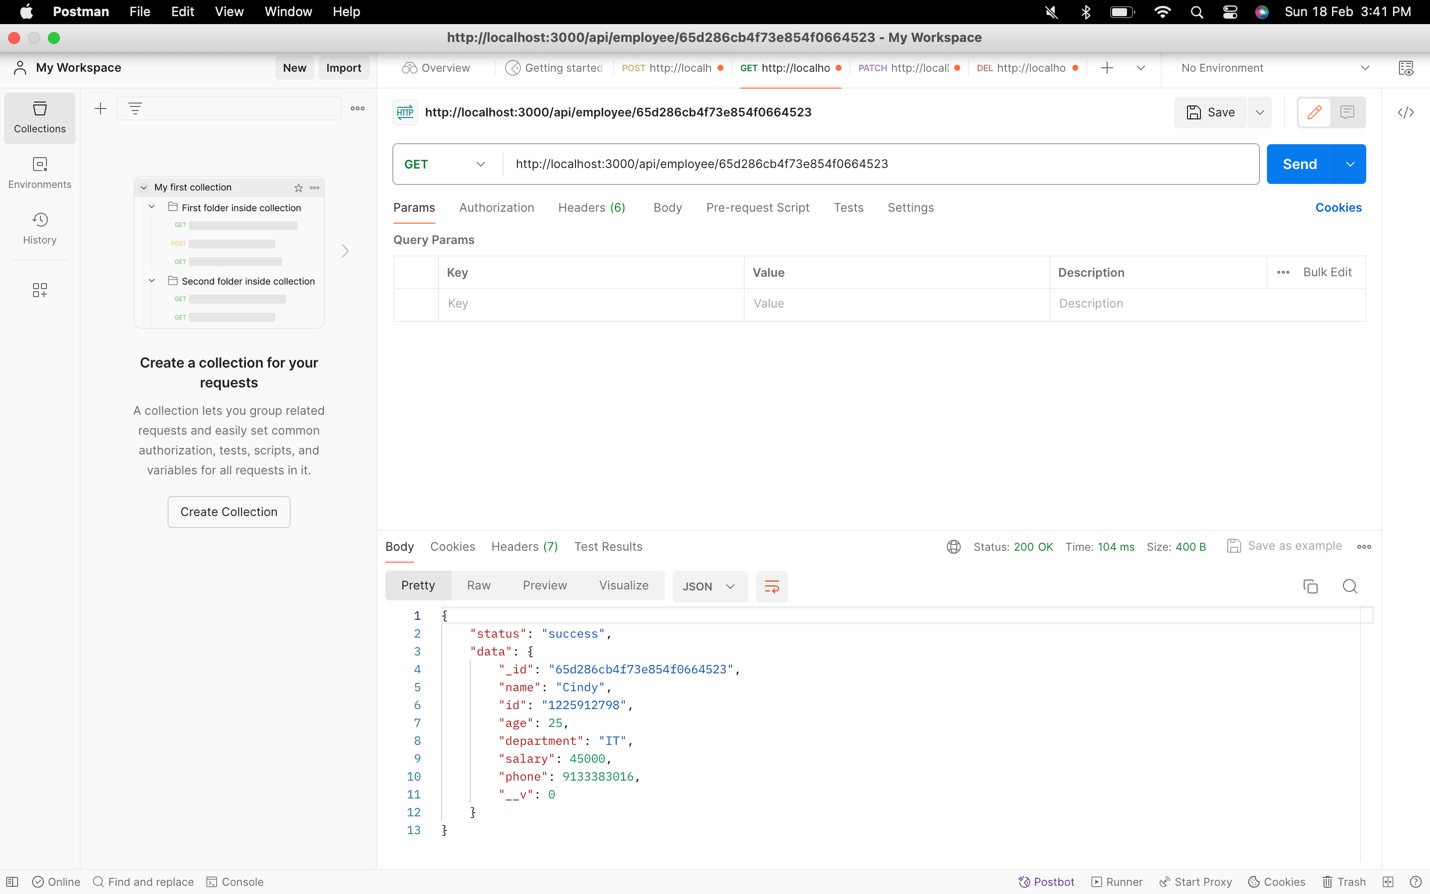 Postman File Edit View Window Help Sun 18 Feb 3:41 PM
http://localhost:3000/api/employee/65d286cb4f73e854f0664523 - My Workspace
My Workspace New Import
Overview Getting started POST http://localh GET http://localho PATCH http://local DEL http://localho No Environment
Collections
Environments
History
My first collection
First folder inside collection
GET
POST
GET
Second folder inside collection
GET
GET
Create a collection for your
requests
A collection lets you group related
requests and easily set common
authorization, tests, scripts, and
variables for all requests in it.
Create Collection
HTTP http://localhost:3000/api/employee/65d286cb4f73e854f0664523 Save
GET http://localhost:3000/api/employee/65d286cb4f73e854f0664523 Send
Params Authorization Headers (6) Body Pre-request Script Tests Settings Cookies
Query Params
Key Value Description Bulk Edit
Key Value Description
Body Cookies Headers (7) Test Results Status: 200 OK Time: 104 ms Size: 400 B Save as example
Pretty Raw Preview Visualize JSON
1 {
2 "status": "success",
3 "data": {
4 "_id": "65d286cb4f73e854f0664523",
5 "name": "Cindy",
6 "id": "1225912798",
7 "age": 25,
8 "department": "IT",
9 "salary": 45000,
10 "phone": 9133383016,
11 "__v": 0
12 }
13 }
Online Find and replace Console Postbot Runner Start Proxy Cookies Trash